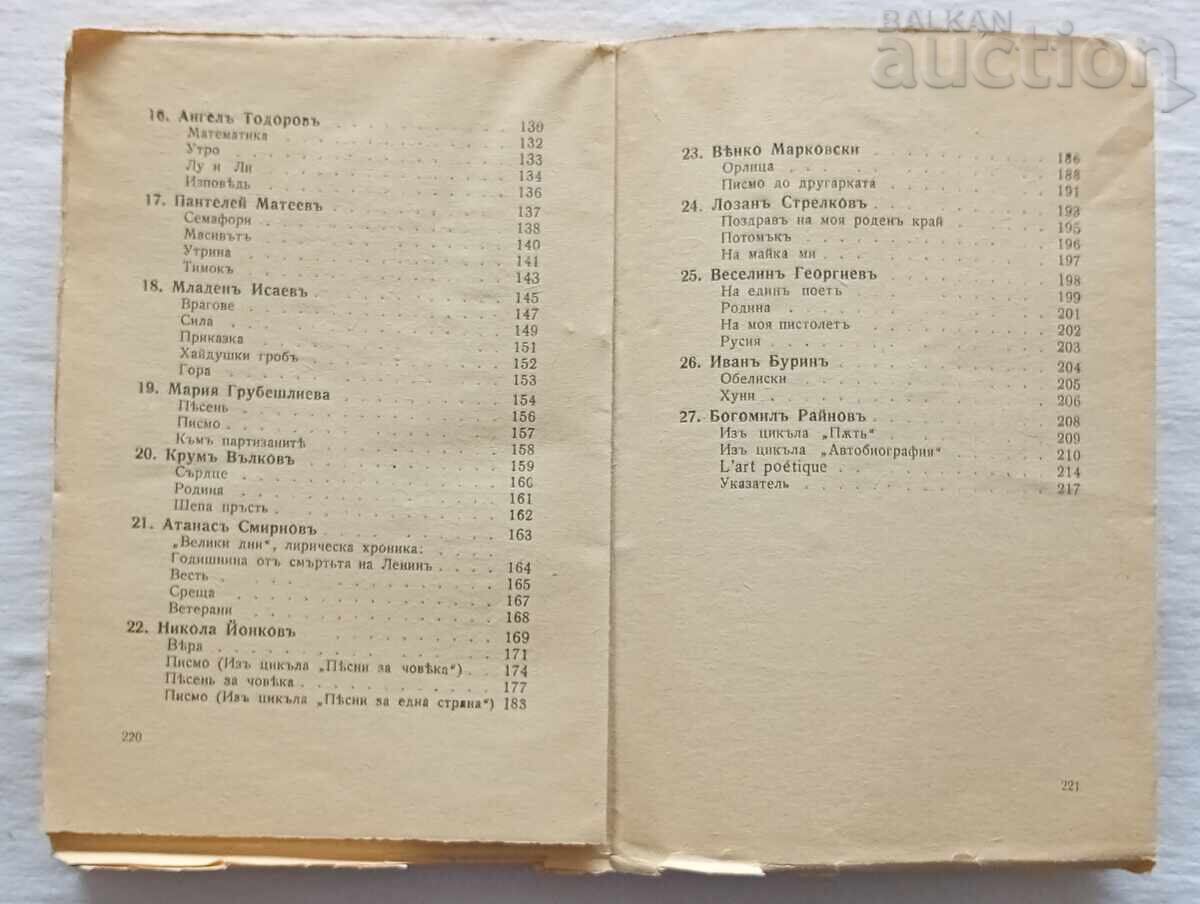 BALKAN
auction
16. Ангелъ Тодоровъ 130
Математика 132
Утро 133
Лу и Ли 134
Изповѣдь 136
17. Пантелей Матеевъ 137
Семафори 138
Масивътъ 140
Утрина 141
Тимокъ 143
18. Младенъ Исаевъ 145
Врагове 147
Сила 149
Приказка 151
Хайдушки гробъ 152
Гора 153
19. Мария Грубешлиева 154
Пѣсень 156
Писмо 157
Къмъ партизанитѣ 158
20. Крумъ Вълковъ 159
Сърдце 160
Родина 161
Шепа пръсть 162
21. Атанасъ Смирновъ 163
„Велики дни“, лирическа хроника:
Годишнина отъ смъртьта на Ленинъ 164
Весть 165
Среща 167
Ветерани 168
22. Никола Йонковъ 169
Вѣра 171
Писмо (Изъ цикъла „Пѣсни за човѣка“) 174
Пѣсень за човѣка 177
Писмо (Изъ цикъла „Пѣсни за една страна“) 183
220
23. Вѣнко Марковски 186
Орлица 188
Писмо до другарката 191
24. Лозанъ Стрелковъ 193
Поздравъ на моя роденъ край 195
Потомъкъ 196
На майка ми 197
25. Веселинъ Георгиевъ 198
На единъ поетъ 199
Родина 201
На моя пистолетъ 202
Русия 203
26. Иванъ Буринъ 204
Обелиски 205
Хуни 206
27. Богомилъ Райновъ 208
Изъ цикъла „Пѫть“ 209
Изъ цикъла „Автобиография“ 210
L'art poétique 214
Указатель 217
221